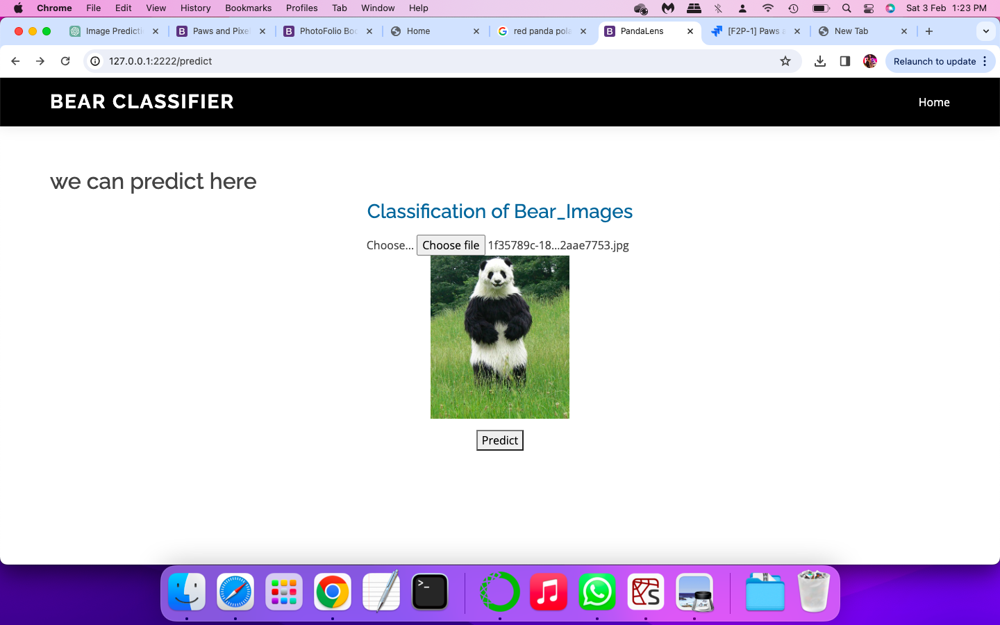 Chrome File Edit View History Bookmarks Profiles Tab Window Help Sat 3 Feb 1:23 PM
Image Predicti Paws and Pixe PhotoFolio Boo Home red panda pola PandaLens [F2P-1] Paws a New Tab
127.0.0.1:2222/predict Relaunch to update
BEAR CLASSIFIER Home
we can predict here
Classification of Bear_Images
Choose... Choose file 1f35789c-18...2aae7753.jpg
Predict